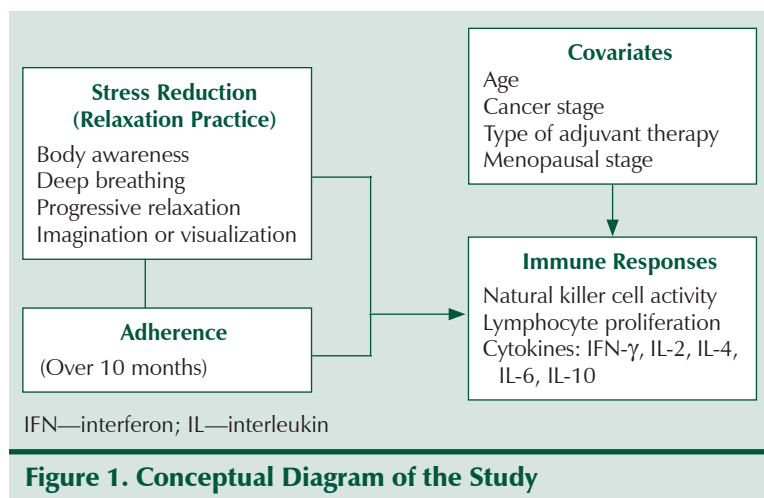 Stress Reduction
(Relaxation Practice)
Body awareness
Deep breathing
Progressive relaxation
Imagination or visualization
Adherence
(Over 10 months)
Covariates
Age
Cancer stage
Type of adjuvant therapy
Menopausal stage
Immune Responses
Natural killer cell activity
Lymphocyte proliferation
Cytokines: IFN-γ, IL-2, IL-4,
IL-6, IL-10
IFN—interferon; IL—interleukin
Figure 1. Conceptual Diagram of the Study